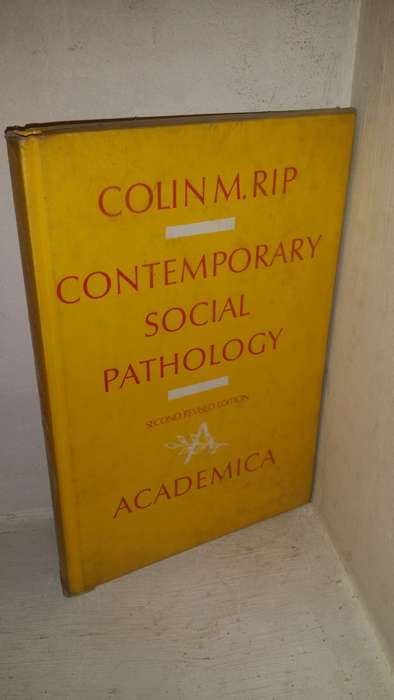 COLIN M. RIP
CONTEMPORARY
SOCIAL
PATHOLOGY
SECOND REVISED EDITION
A
ACADEMICA